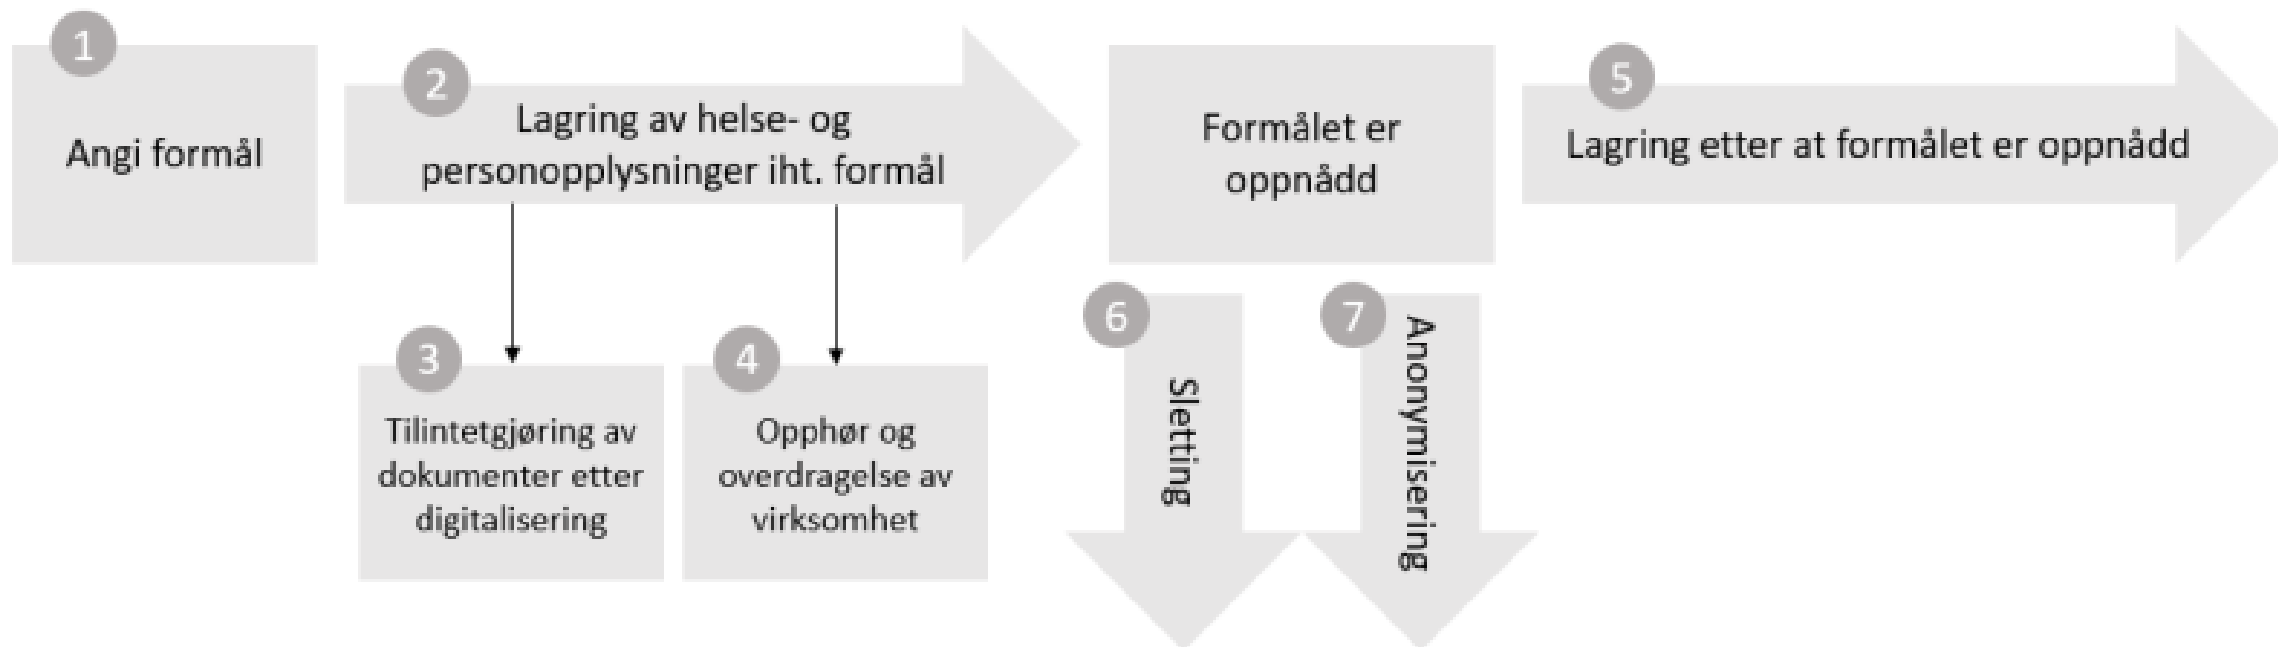 1
Angi formål
2
Lagring av helse- og
personopplysninger iht. formål
3
Tilintetgjøring av
dokumenter etter
digitalisering
4
Opphør og
overdragelse av
virksomhet
Formålet er
oppnådd
5
Lagring etter at formålet er oppnådd
6
Sletting
7
Anonymisering